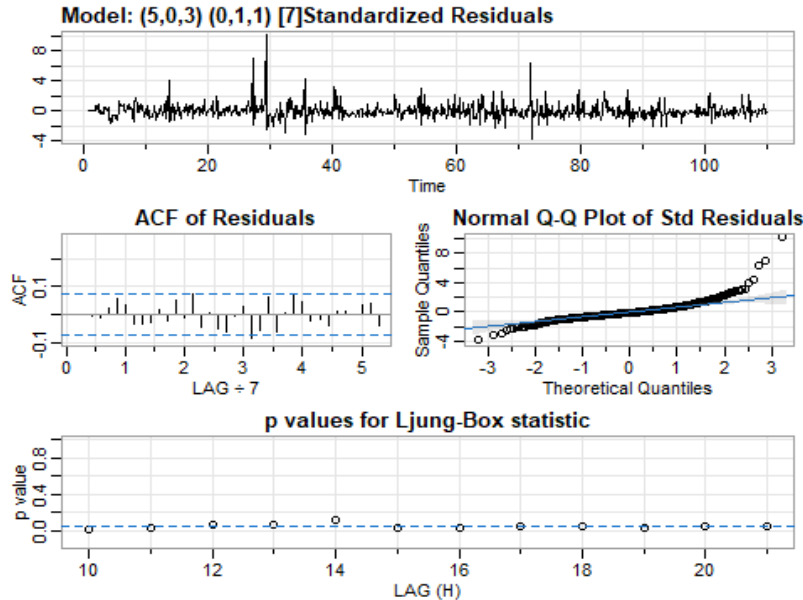 Model: (5,0,3) (0,1,1) [7]Standardized Residuals
8
4
0
-4
0 20 40 60 80 100
Time
ACF of Residuals
ACF
0.1
-0.1
0 1 2 3 4 5
LAG ÷ 7
Normal Q-Q Plot of Std Residuals
Sample Quantiles
8
4
0
-4
-3 -2 -1 0 1 2 3
Theoretical Quantiles
p values for Ljung-Box statistic
p value
0.8
0.4
0.0
10 12 14 16 18 20
LAG (H)